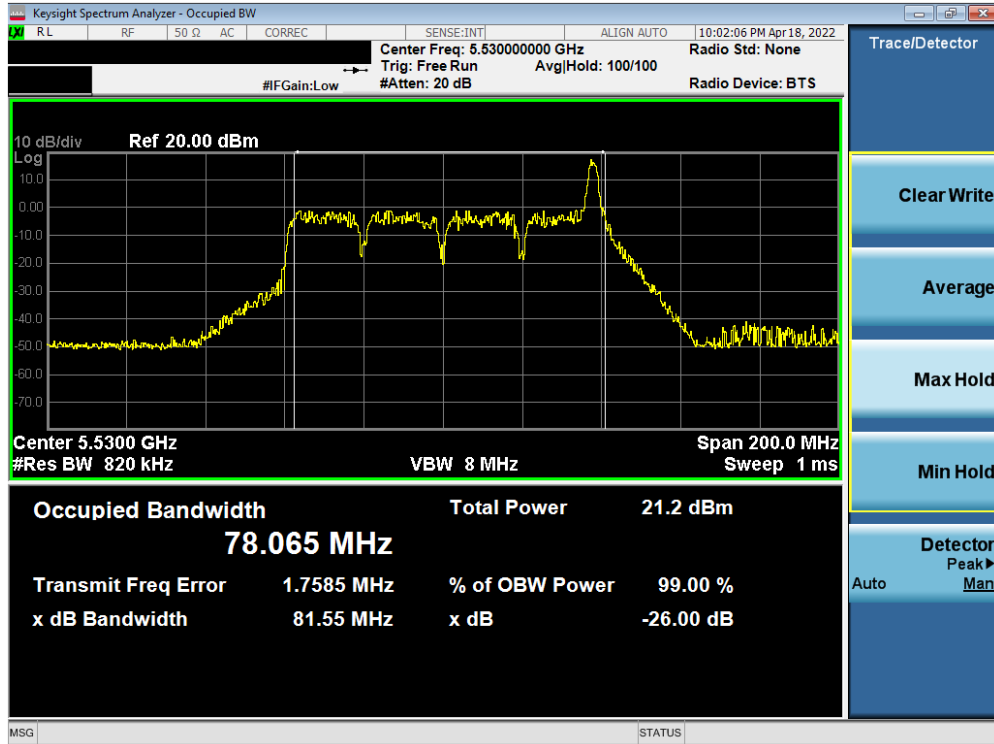 Keysight Spectrum Analyzer - Occupied BW
LXI RL RF 50 Ω AC CORREC SENSE:INT ALIGN AUTO 10:02:06 PM Apr 18, 2022
Center Freq: 5.530000000 GHz Radio Std: None
Trig: Free Run Avg|Hold: 100/100
#IFGain:Low #Atten: 20 dB Radio Device: BTS
Trace/Detector
10 dB/div Ref 20.00 dBm
Log
10.0
0.00
-10.0
-20.0
-30.0
-40.0
-50.0
-60.0
-70.0
Center 5.5300 GHz Span 200.0 MHz
#Res BW 820 kHz VBW 8 MHz Sweep 1 ms
Occupied Bandwidth Total Power 21.2 dBm
78.065 MHz
Transmit Freq Error 1.7585 MHz % of OBW Power 99.00 %
x dB Bandwidth 81.55 MHz x dB -26.00 dB
Clear Write
Average
Max Hold
Min Hold
Detector
Peak▶
Auto Man
MSG STATUS